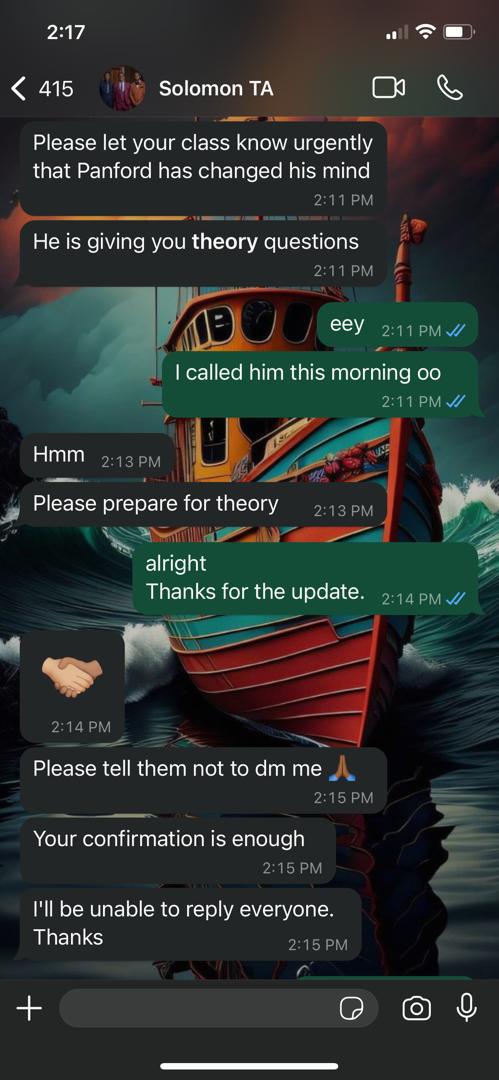 2:17
415
Solomon TA
Please let your class know urgently
that Panford has changed his mind
2:11 PM
He is giving you theory questions
2:11 PM
eey 2:11 PM
I called him this morning oo
2:11 PM
Hmm 2:13 PM
Please prepare for theory 2:13 PM
alright
Thanks for the update. 2:14 PM
2:14 PM
Please tell them not to dm me 🙏🏾
2:15 PM
Your confirmation is enough
2:15 PM
I'll be unable to reply everyone.
Thanks 2:15 PM